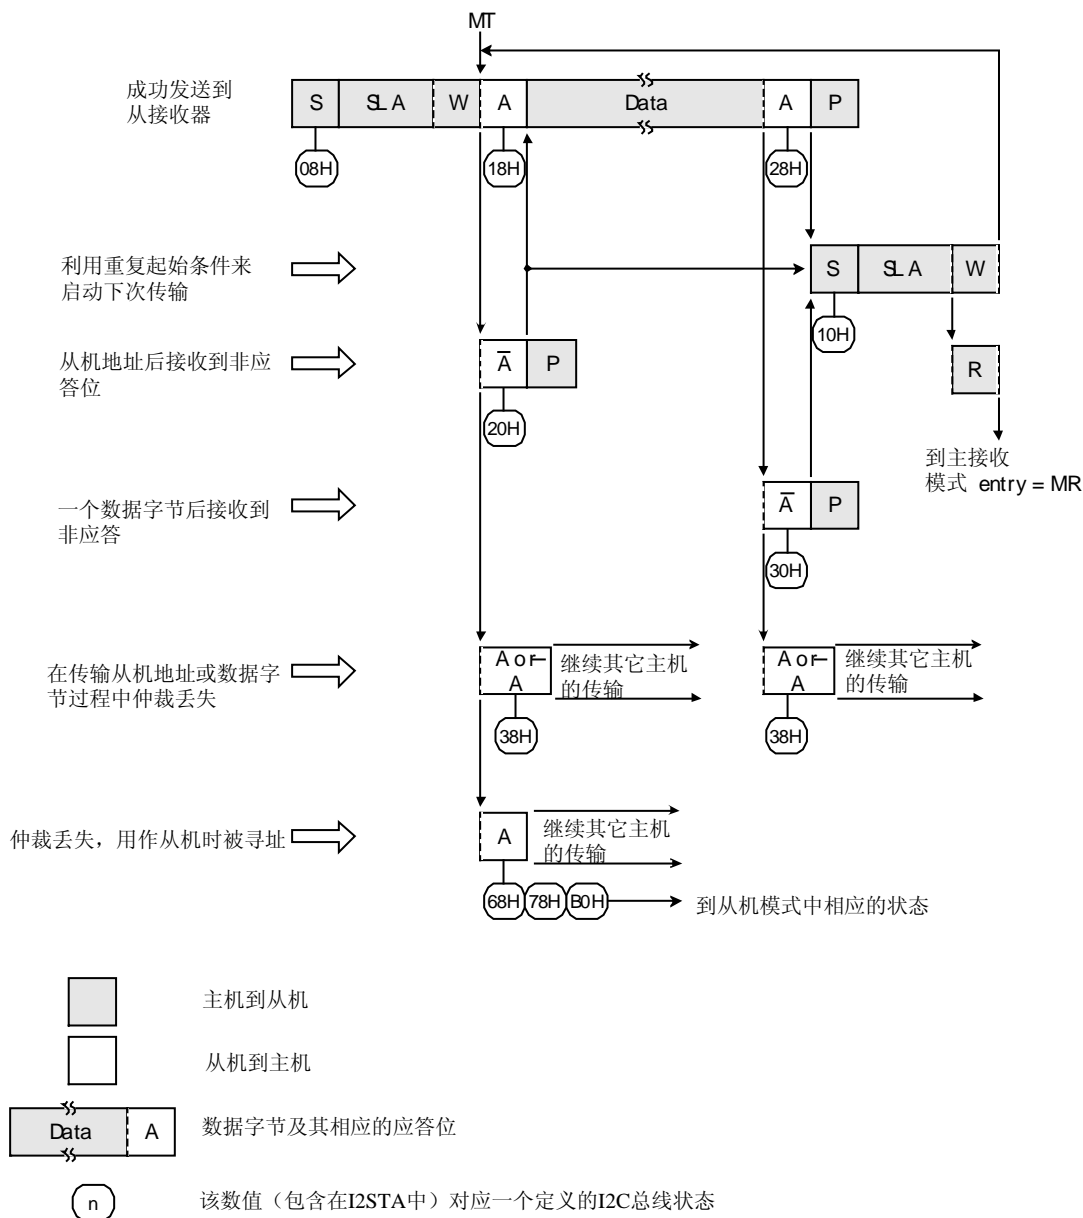 MT
成功发送到
从接收器
S SLA W A Data A P
08H 18H 28H
利用重复起始条件来
启动下次传输
S SLA W
10H
从机地址后接收到非应
答位
A̅ P
R
20H
到主接收
模式 entry = MR
一个数据字节后接收到
非应答
A̅ P
30H
在传输从机地址或数据字
节过程中仲裁丢失
A or
A̅
继续其它主机
的传输
A or
A̅
继续其它主机
的传输
38H 38H
仲裁丢失，用作从机时被寻址
A
继续其它主机
的传输
68H 78H B0H
到从机模式中相应的状态
主机到从机
从机到主机
Data A 数据字节及其相应的应答位
n 该数值（包含在I2STA中）对应一个定义的I2C总线状态